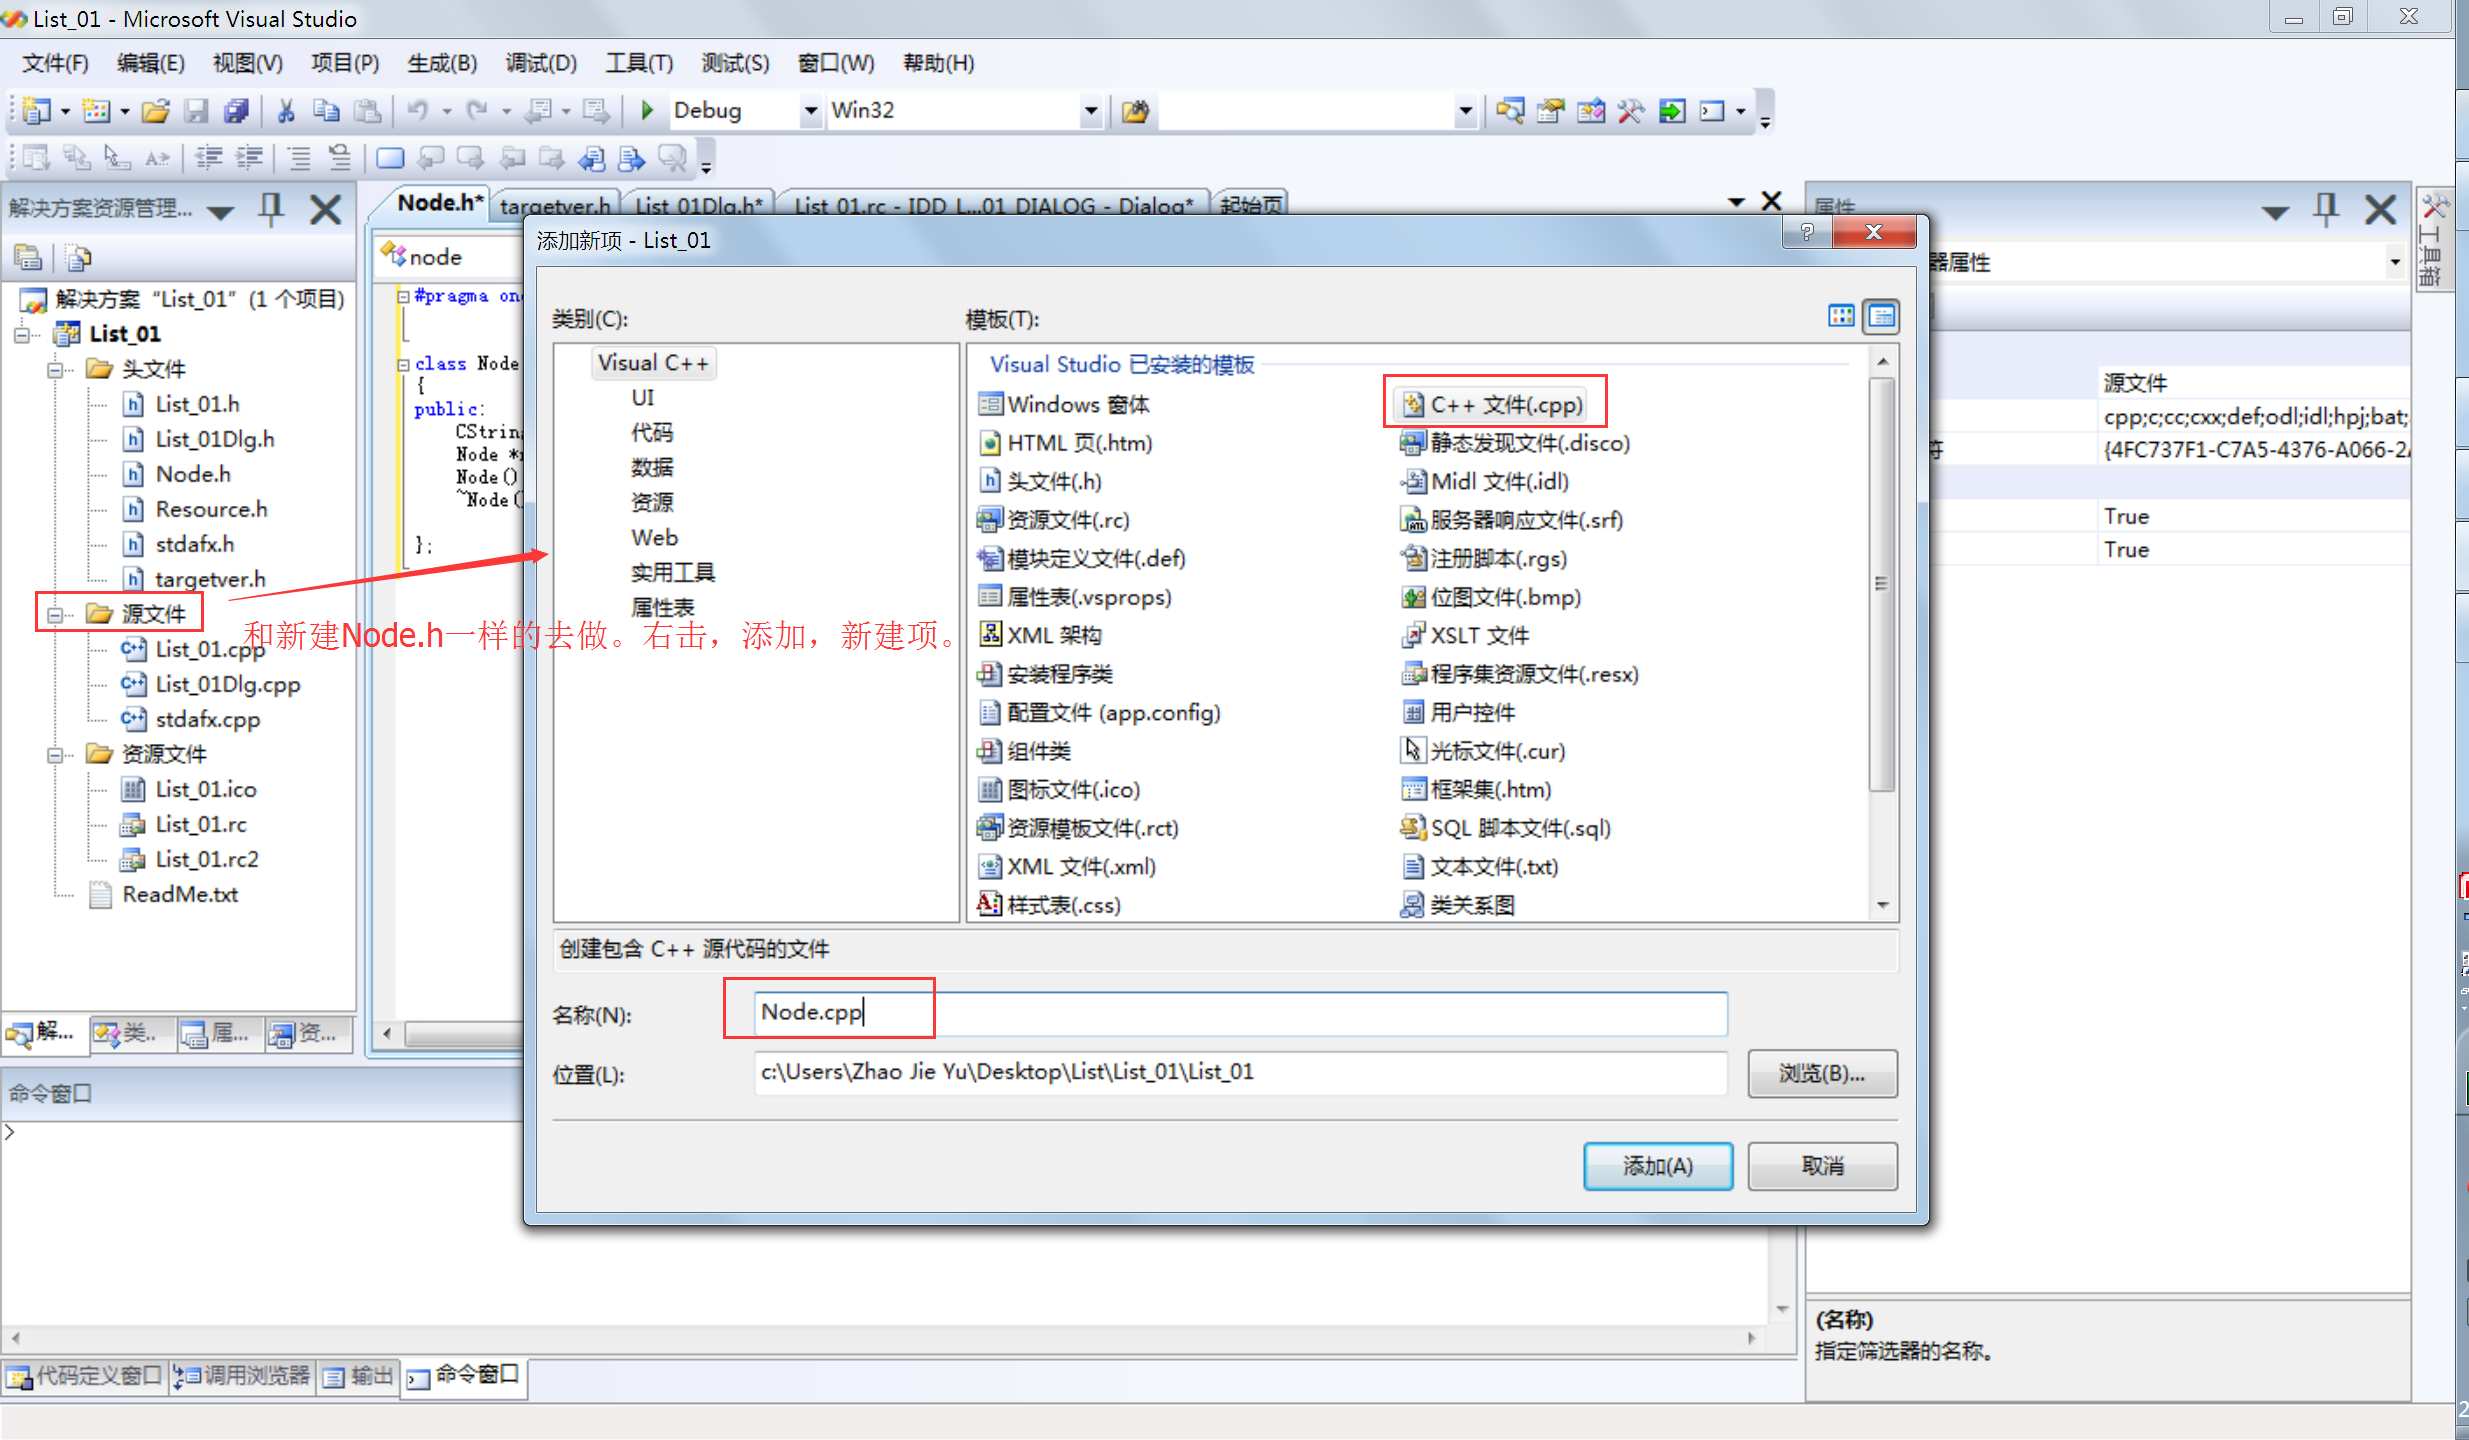 List_01 - Microsoft Visual Studio
文件(F) 编辑(E) 视图(V) 项目(P) 生成(B) 调试(D) 工具(T) 测试(S) 窗口(W) 帮助(H)
Debug Win32
解决方案资源管理...
Node.h* targetver.h List_01Dlg.h* List_01.rc - IDD_L...01_DIALOG - Dialog* 起始页
属性
工具箱
解决方案 “List_01” (1 个项目)
List_01
头文件
List_01.h
List_01Dlg.h
Node.h
Resource.h
stdafx.h
targetver.h
源文件
List_01.cpp
List_01Dlg.cpp
stdafx.cpp
资源文件
List_01.ico
List_01.rc
List_01.rc2
ReadMe.txt
解... 类.. 属... 资...
node
#pragma
class Node
{
public:
Node()
~Node(
};
添加新项 - List_01
类别(C):
Visual C++
UI
代码
数据
资源
Web
实用工具
属性表
和新建Node.h一样的去做。右击，添加，新建项。
模板(T):
Visual Studio 已安装的模板
Windows 窗体
HTML 页(.htm)
头文件(.h)
资源文件(.rc)
模块定义文件(.def)
属性表(.vsprops)
XML 架构
安装程序类
配置文件 (app.config)
组件类
图标文件(.ico)
资源模板文件(.rct)
XML 文件(.xml)
样式表(.css)
C++ 文件(.cpp)
静态发现文件(.disco)
Midl 文件(.idl)
服务器响应文件(.srf)
注册脚本(.rgs)
位图文件(.bmp)
XSLT 文件
程序集资源文件(.resx)
用户控件
光标文件(.cur)
框架集(.htm)
SQL 脚本文件(.sql)
文本文件(.txt)
类关系图
创建包含 C++ 源代码的文件
名称(N): Node.cpp
位置(L): c:\Users\Zhao Jie Yu\Desktop\List\List_01\List_01
浏览(B)...
添加(A) 取消
器属性
源文件
cpp;c;cc;cxx;def;odl;idl;hpj;bat;
符 {4FC737F1-C7A5-4376-A066-2
True
True
(名称)
指定筛选器的名称。
命令窗口
>
代码定义窗口 调用浏览器 输出 命令窗口